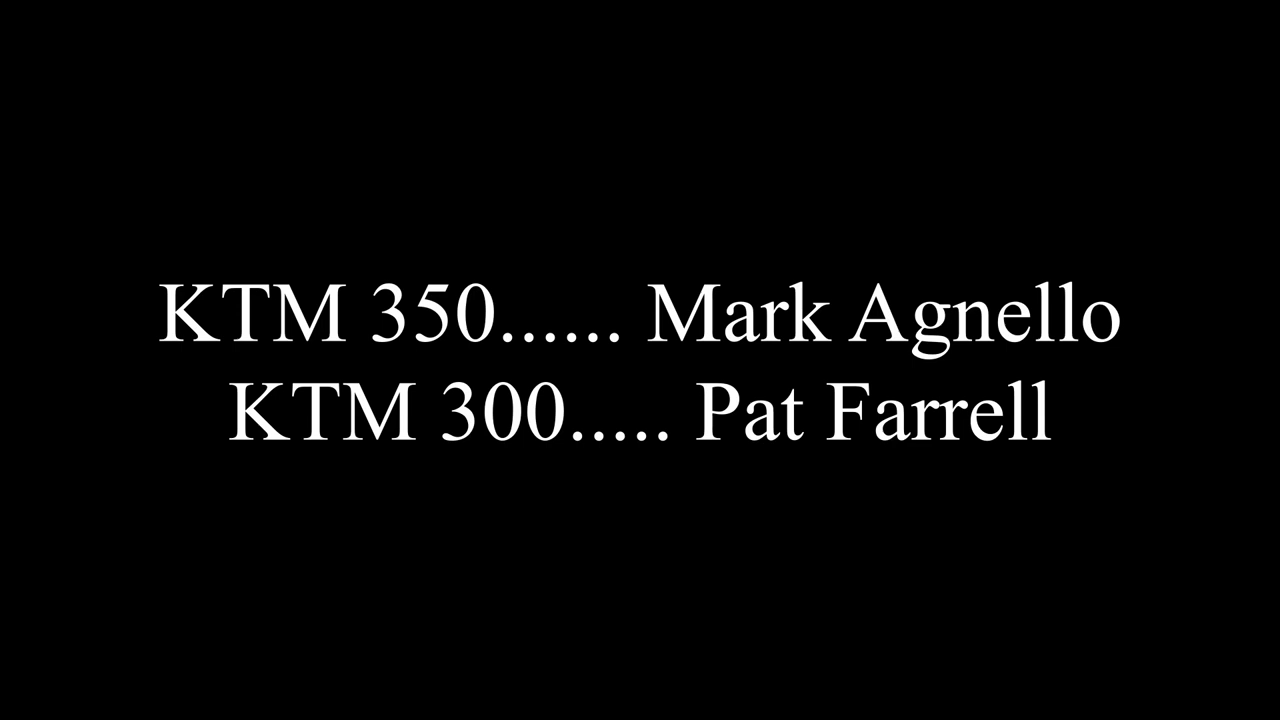 KTM 350...... Mark Agnello
KTM 300..... Pat Farrell